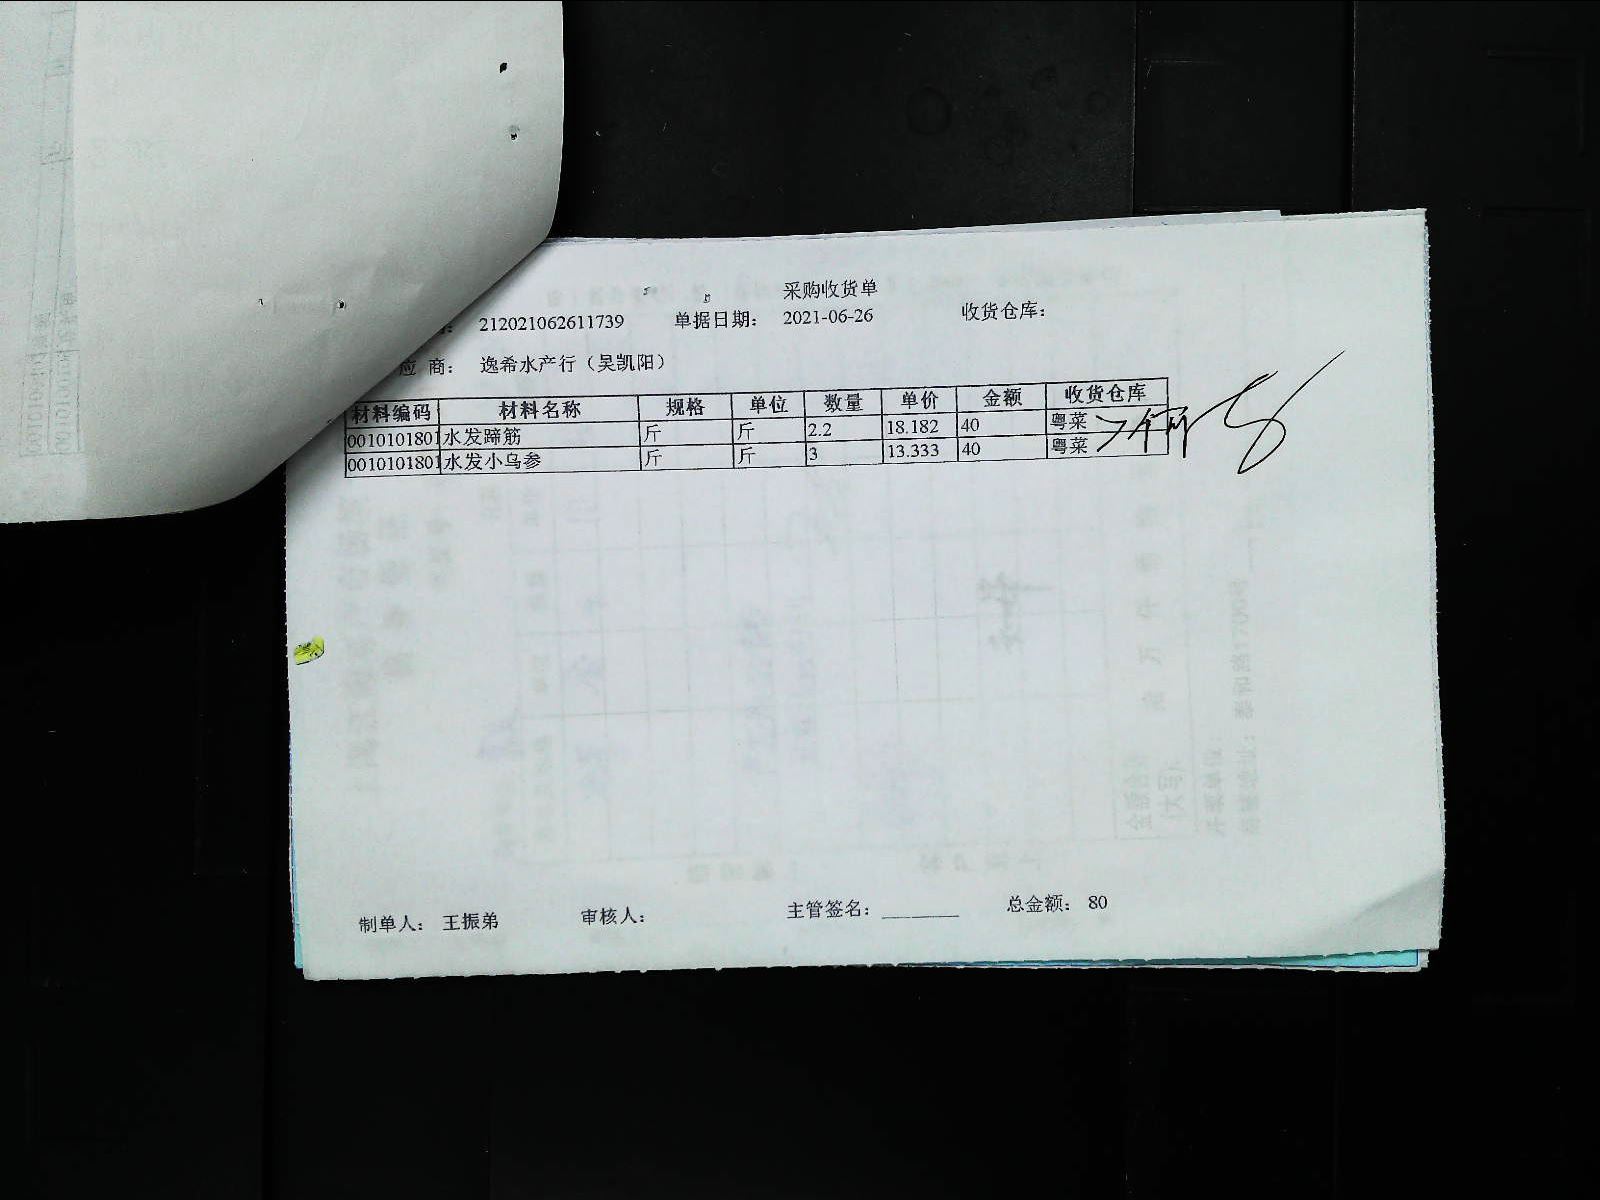 采购收货单
212021062611739 单据日期： 2021-06-26 收货仓库：
应 商： 逸希水产行（吴凯阳）
材料编码 材料名称 规格 单位 数量 单价 金额 收货仓库
0010101801 水发蹄筋 斤 斤 2.2 18.182 40 粤菜
0010101801 水发小乌参 斤 斤 3 13.333 40 粤菜
制单人： 王振弟 审核人： 主管签名： ________ 总金额： 80